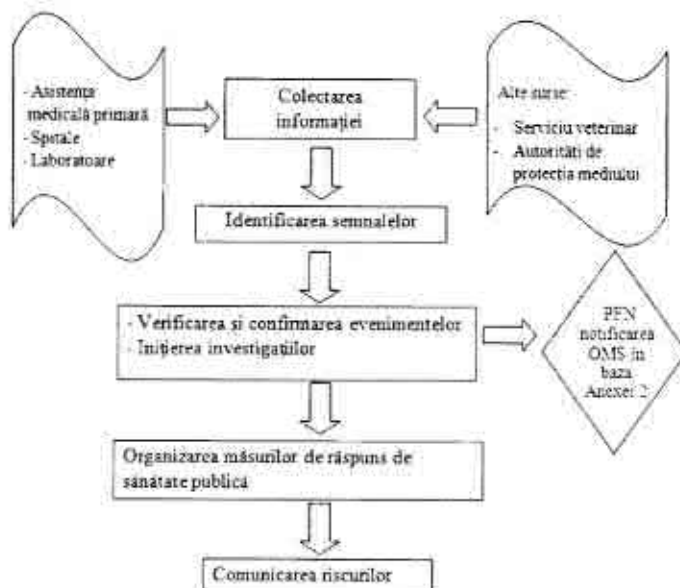 - Asistența
medicală primară
- Spitale
- Laboratoare
Colectarea
informației
Alte surse:
- Serviciu veterinar
- Autorități de
protecția mediului
Identificarea semnalelor
- Verificarea și confirmarea evenimentelor
- Inițierea investigațiilor
PFN
notificarea
OMS în
baza
Anexei 2
Organizarea măsurilor de răspuns de
sănătate publică
Comunicarea riscurilor